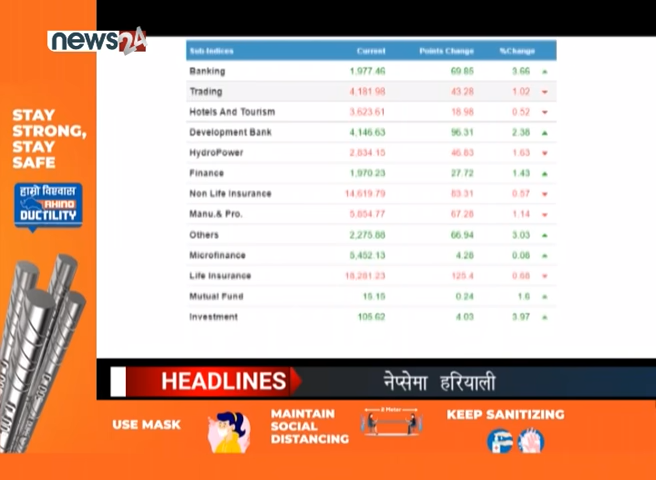 news24
Sub-Indices Current Points Change %Change
Banking 1,977.46 69.85 3.66
Trading 4,181.98 43.28 1.02
Hotels And Tourism 3,623.61 18.98 0.52
Development Bank 4,146.63 96.31 2.38
HydroPower 2,834.15 46.83 1.63
Finance 1,970.23 27.72 1.43
Non Life Insurance 14,619.79 83.31 0.57
Manu.& Pro. 5,854.77 67.28 1.14
Others 2,275.88 66.94 3.03
Microfinance 5,452.13 4.28 0.08
Life Insurance 18,281.23 125.4 0.68
Mutual Fund 15.15 0.24 1.6
Investment 105.62 4.03 3.97
STAY
STRONG,
STAY
SAFE
हाम्रो विश्वास
RHINO
DUCTILITY
HEADLINES
नेप्सेमा हरियाली
USE MASK
MAINTAIN
SOCIAL
DISTANCING
2 Meter
KEEP SANITIZING